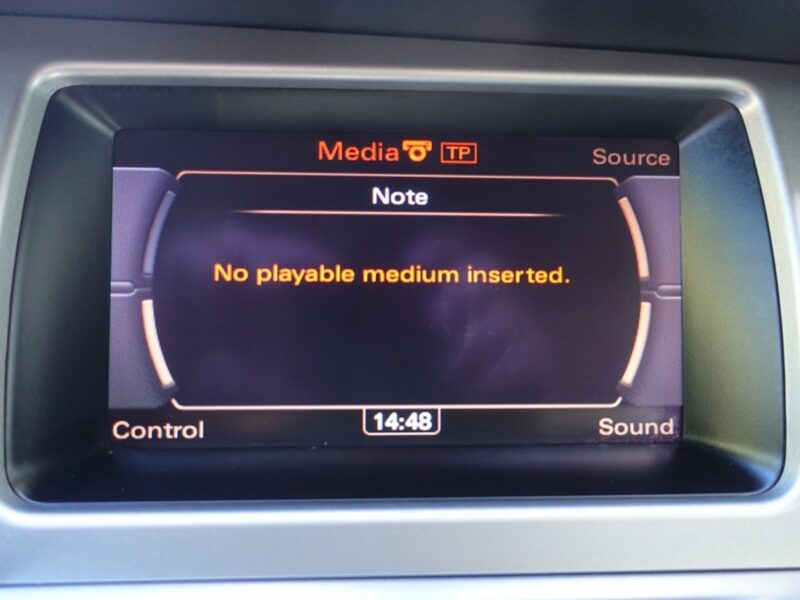 Media TP
Source
Note
No playable medium inserted.
Control
14:48
Sound